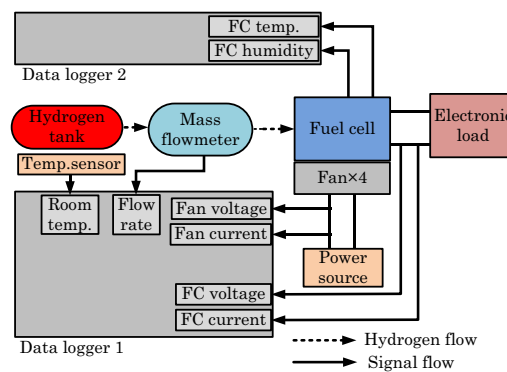 FC temp.
FC humidity
Data logger 2
Hydrogen
tank
Mass
flowmeter
Fuel cell
Electronic
load
Temp.sensor
Fan×4
Room
temp.
Flow
rate
Fan voltage
Fan current
Power
source
FC voltage
FC current
Data logger 1
Hydrogen flow
Signal flow